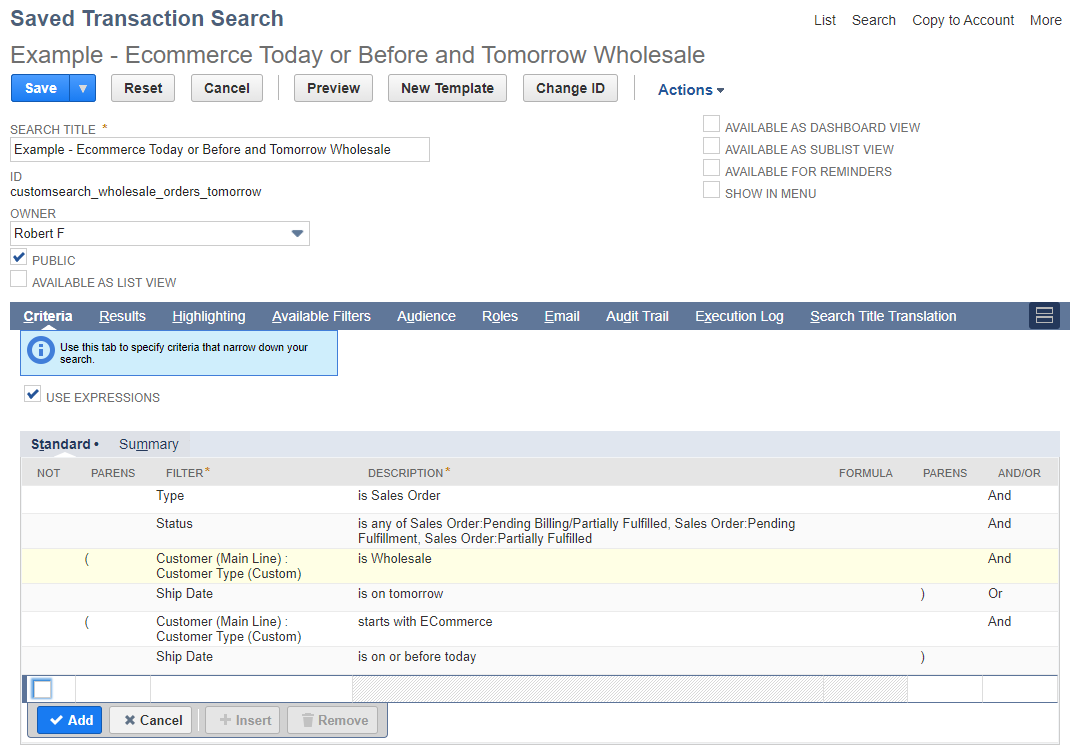 Saved Transaction Search
List Search Copy to Account More
Example - Ecommerce Today or Before and Tomorrow Wholesale
Save ▼ Reset Cancel Preview New Template Change ID Actions
SEARCH TITLE *
Example - Ecommerce Today or Before and Tomorrow Wholesale
ID
customsearch_wholesale_orders_tomorrow
OWNER
Robert F
PUBLIC
AVAILABLE AS LIST VIEW
AVAILABLE AS DASHBOARD VIEW
AVAILABLE AS SUBLIST VIEW
AVAILABLE FOR REMINDERS
SHOW IN MENU
Criteria Results Highlighting Available Filters Audience Roles Email Audit Trail Execution Log Search Title Translation
Use this tab to specify criteria that narrow down your
search.
USE EXPRESSIONS
Standard • Summary
NOT PARENS FILTER* DESCRIPTION* FORMULA PARENS AND/OR
Type is Sales Order And
Status is any of Sales Order:Pending Billing/Partially Fulfilled, Sales Order:Pending And
Fulfillment, Sales Order:Partially Fulfilled
( Customer (Main Line) : is Wholesale And
Customer Type (Custom)
Ship Date is on tomorrow ) Or
( Customer (Main Line) : starts with ECommerce And
Customer Type (Custom)
Ship Date is on or before today )
Add Cancel Insert Remove